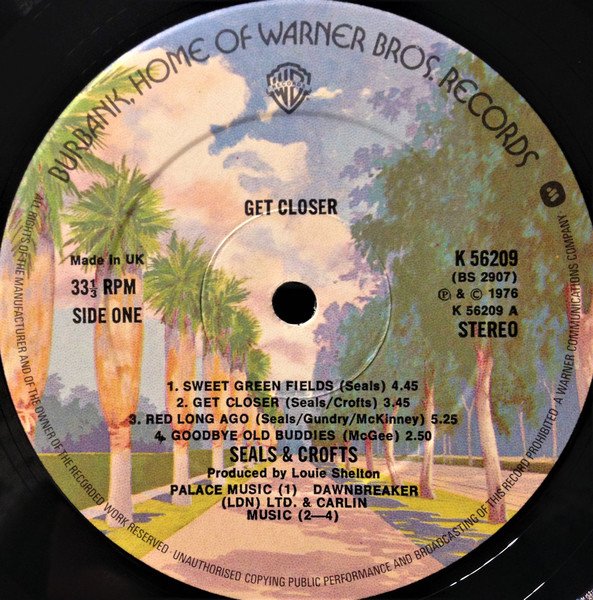 BURBANK, HOME OF WARNER BROS. RECORDS
RECORDS
GET CLOSER
Made in UK
33⅓ RPM
SIDE ONE
K 56209
(BS 2907)
Ⓟ & © 1976
K 56209 A
STEREO
1. SWEET GREEN FIELDS (Seals) 4.45
2. GET CLOSER (Seals/Crofts) 3.45
3. RED LONG AGO (Seals/Gundry/McKinney) 5.25
4. GOODBYE OLD BUDDIES (McGee) 2.50
SEALS & CROFTS
Produced by Louie Shelton
PALACE MUSIC (1) DAWNBREAKER
(LDN) LTD. & CARLIN
MUSIC (2—4)
ALL RIGHTS OF THE MANUFACTURER AND OF THE OWNER OF THE RECORDED WORK RESERVED · UNAUTHORISED COPYING PUBLIC PERFORMANCE AND BROADCASTING OF THIS RECORD PROHIBITED · A WARNER COMMUNICATIONS COMPANY